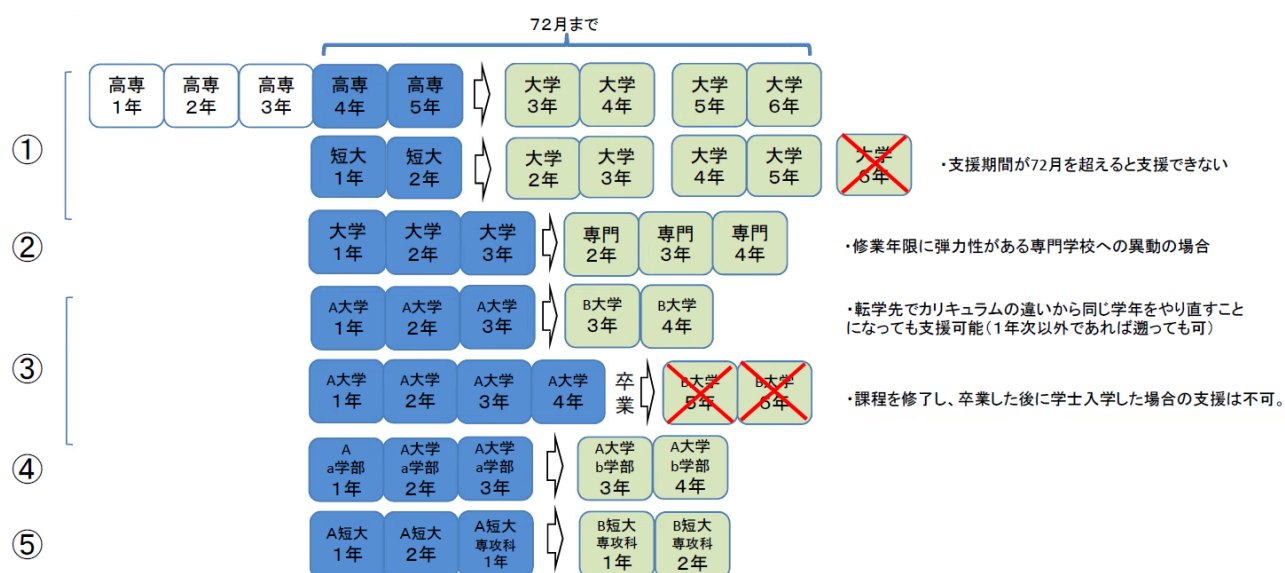 72月まで
高専
1年
高専
2年
高専
3年
高専
4年
高専
5年
大学
3年
大学
4年
大学
5年
大学
6年
①
短大
1年
短大
2年
大学
2年
大学
3年
大学
4年
大学
5年
大学
6年
・支援期間が72月を超えると支援できない
②
大学
1年
大学
2年
大学
3年
専門
2年
専門
3年
専門
4年
・修業年限に弾力性がある専門学校への異動の場合
③
A大学
1年
A大学
2年
A大学
3年
B大学
3年
B大学
4年
・転学先でカリキュラムの違いから同じ学年をやり直すこと
になっても支援可能(1年次以外であれば遡っても可)
A大学
1年
A大学
2年
A大学
3年
A大学
4年
卒
業
B大学
5年
B大学
6年
・課程を修了し、卒業した後に学士入学した場合の支援は不可。
④
A
a学部
1年
A大学
a学部
2年
A大学
a学部
3年
A大学
b学部
3年
A大学
b学部
4年
⑤
A短大
1年
A短大
2年
A短大
専攻科
1年
B短大
専攻科
1年
B短大
専攻科
2年